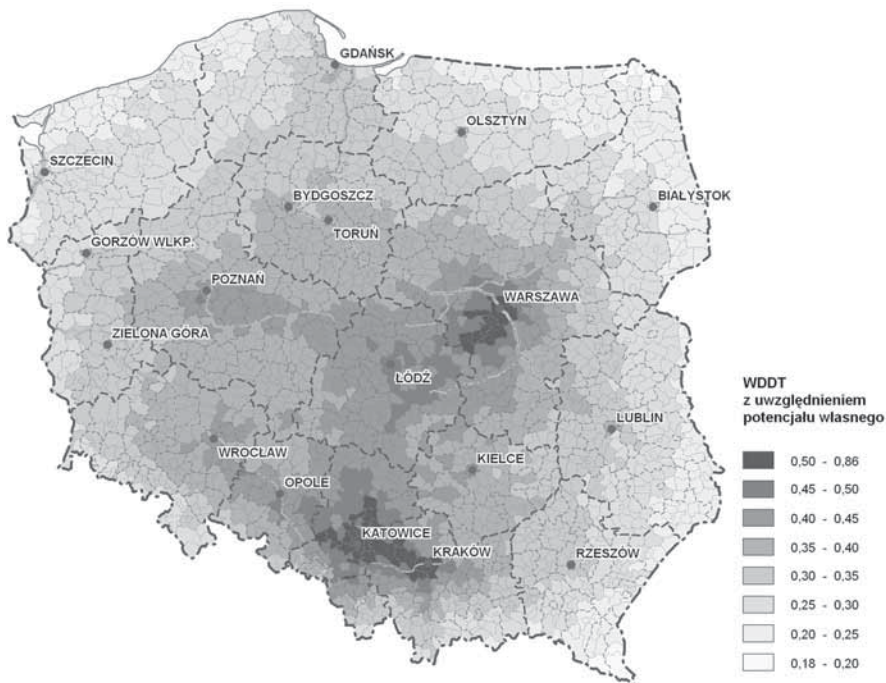 GDAŃSK
OLSZTYN
SZCZECIN
BYDGOSZCZ.
BIAŁYSTOK
TORUŃ
GORZÓW WLKP.
POZNAŃ
WARSZAWA
ZIELONA GÓRA
ŁÓDŹ
WDDT
z uwzględnieniem
potencjału własnego
LUBLIN
WROCŁAW
KIELCE
OPOLE
KATOWICE
KRAKÓW
RZESZÓW
0,50 - 0,86
0,45 - 0,50
0,40 - 0,45
0,35 - 0,40
0,30 - 0,35
0,25 - 0,30
0,20 - 0,25
0,18 - 0,20